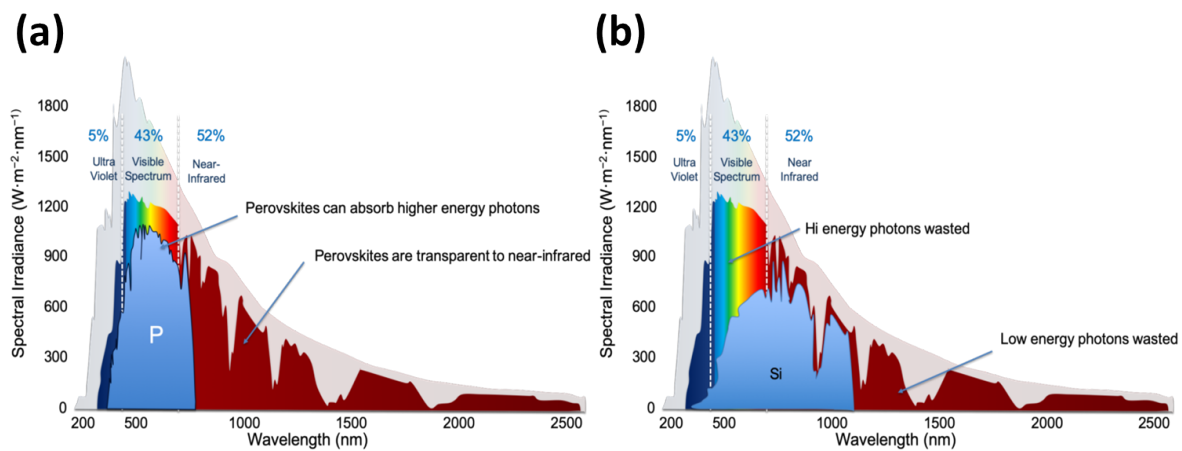 (a)
Spectral Irradiance (W·m−2·nm−1)
1800
1500
1200
900
600
300
0
5%
43%
52%
Ultra
Violet
Visible
Spectrum
Near-
Infrared
Perovskites can absorb higher energy photons
Perovskites are transparent to near-infrared
P
200
500
1000
1500
2000
2500
Wavelength (nm)
(b)
Spectral Irradiance (W·m−2·nm−1)
1800
1500
1200
900
600
300
0
5%
43%
52%
Ultra
Violet
Visible
Spectrum
Near
Infrared
Hi energy photons wasted
Low energy photons wasted
Si
200
500
1000
1500
2000
2500
Wavelength (nm)